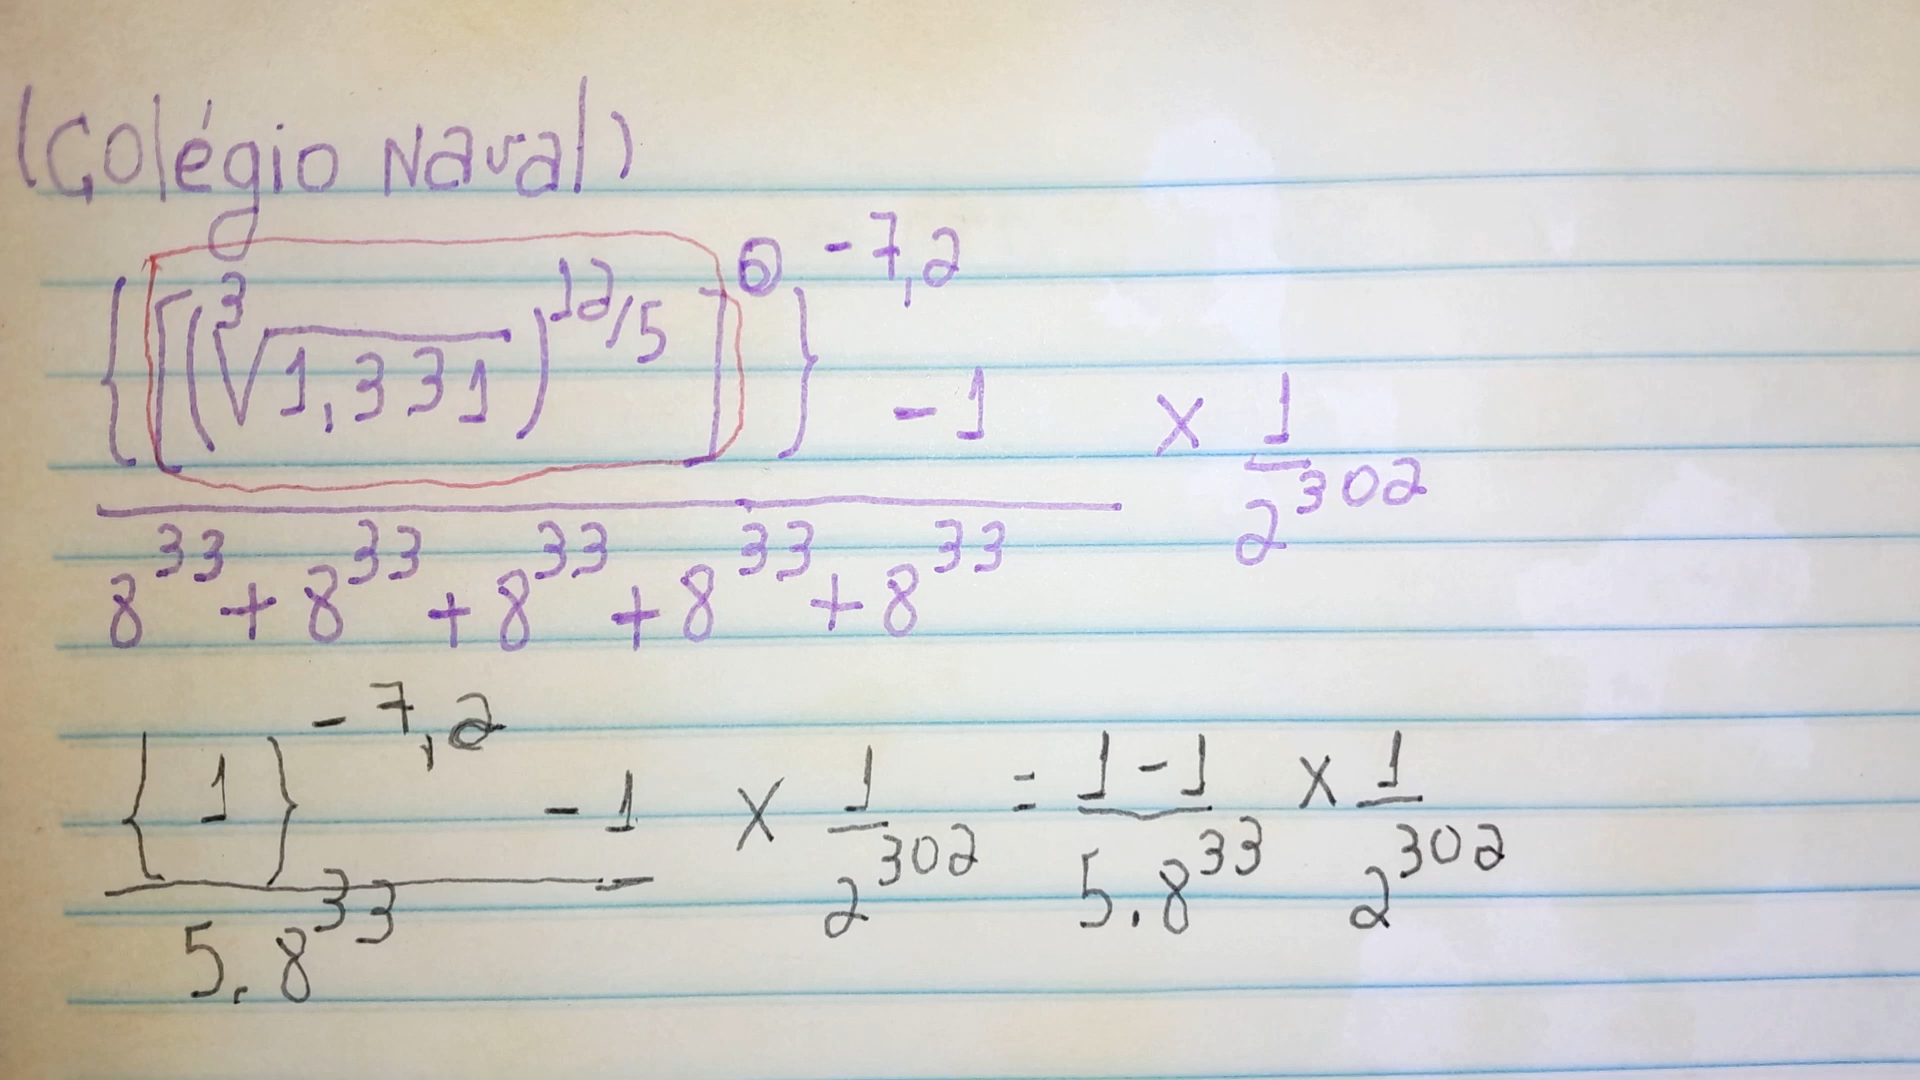 (Colégio Naval)
{[(∛1,331)^12/5]^0}^-7,2 - 1 × 1/2^302
8^33 + 8^33 + 8^33 + 8^33 + 8^33
{1}^-7,2 - 1 × 1/2^302 = 1-1/5.8^33 × 1/2^302
5.8^33